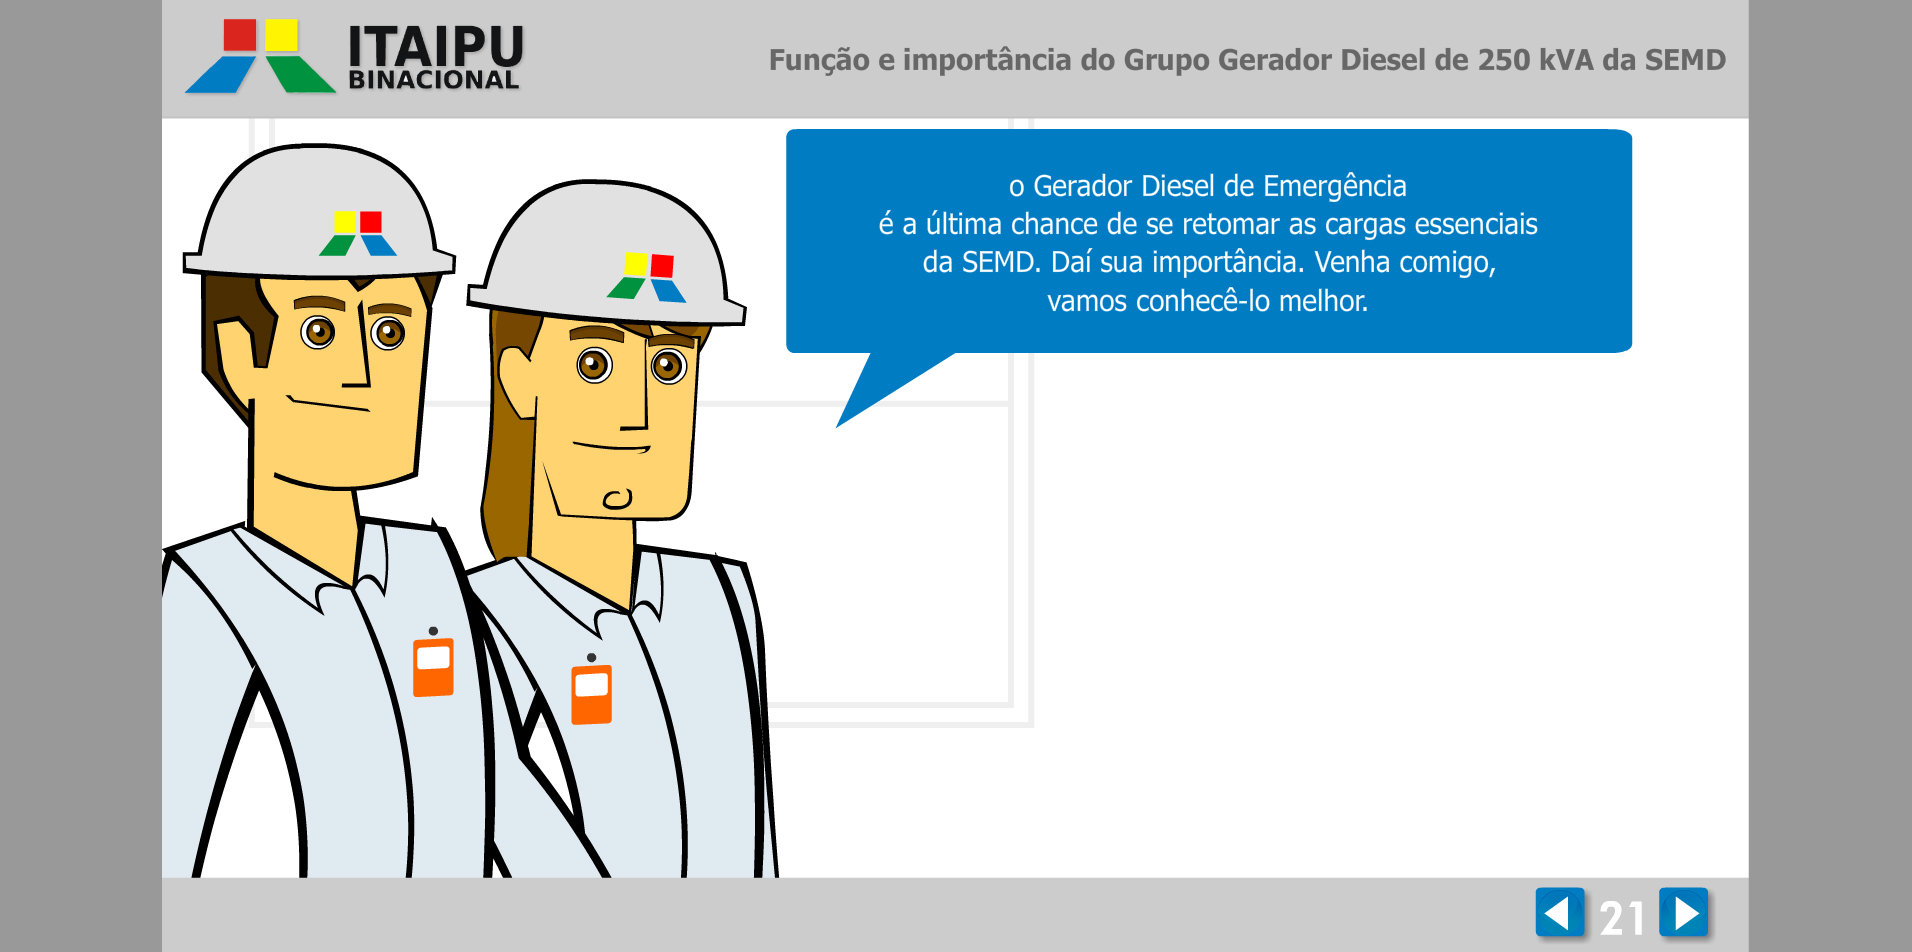 ITAIPU
BINACIONAL
Função e importância do Grupo Gerador Diesel de 250 kVA da SEMD
o Gerador Diesel de Emergência
é a última chance de se retomar as cargas essenciais
da SEMD. Daí sua importância. Venha comigo,
vamos conhecê-lo melhor.
21